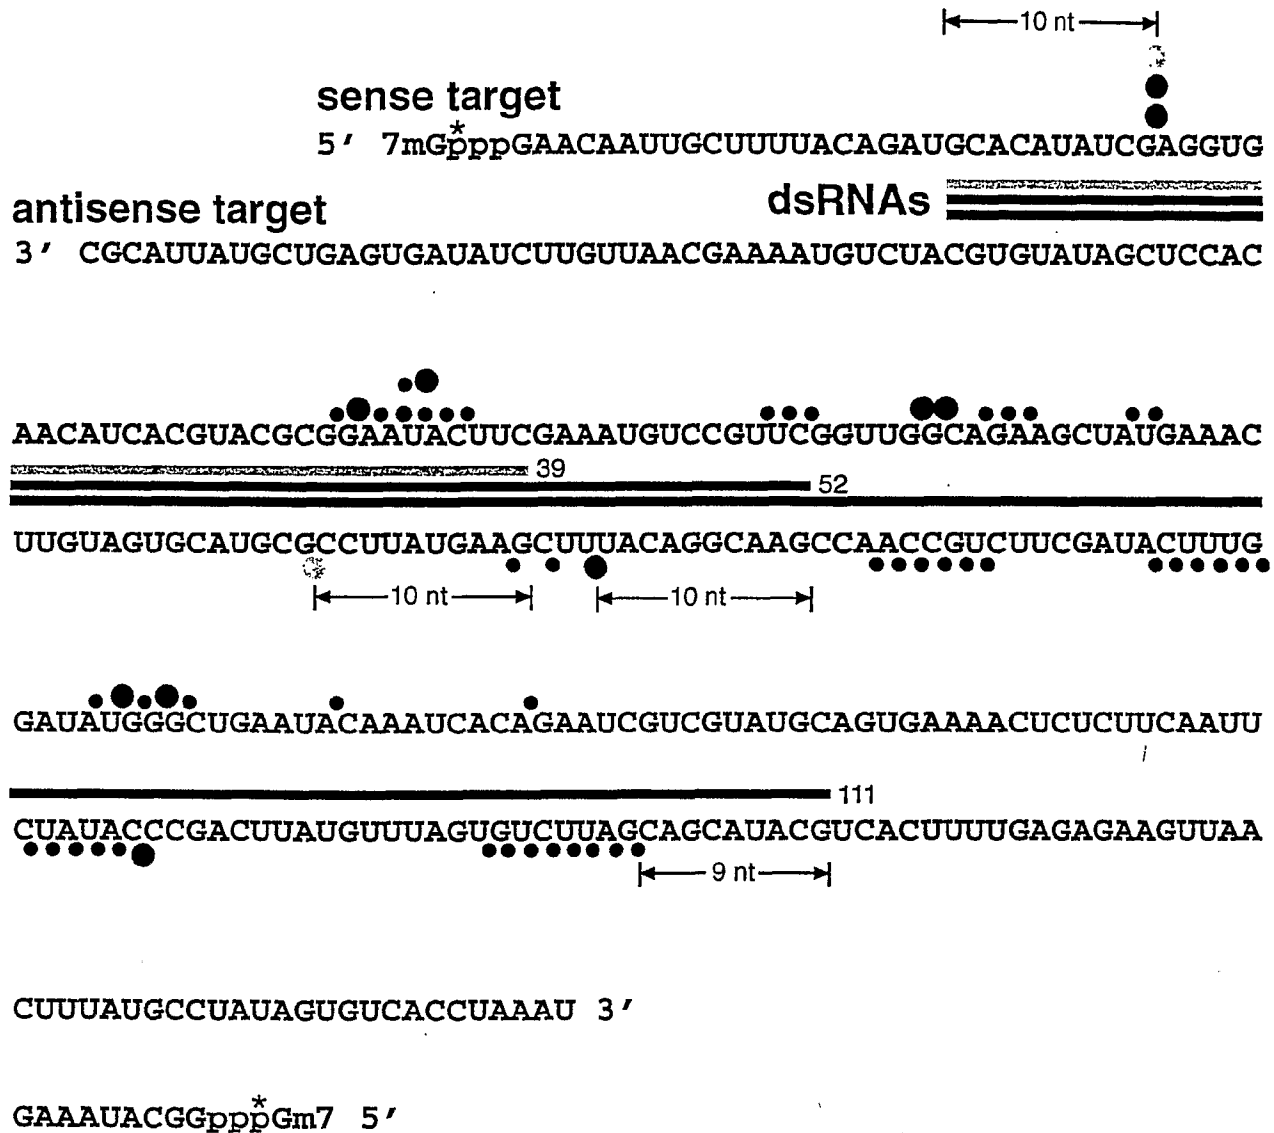 10 nt
sense target
5′ 7mGpppGAACAAUUGCUUUUACAGAUGCACAUAUCGAGGUG
*
dsRNAs
antisense target
3′ CGCAUUAUGCUGAGUGAUAUCUUGUUAACGAAAAUGUCUACGUGUAUAGCUCCAC
AACAUCACGUACGCGGAAUACUUCGAAAUGUCCGUUCGGUUGGCAGAAGCUAUGAAAC
39
52
UUGUAGUGCAUGCGCCUUAUGAAGCUUUACAGGCAAGCCAACCGUCUUCGAUACUUUG
10 nt 10 nt
GAUAUGGGCUGAAUACAAAUCACAGAAUCGUCGUAUGCAGUGAAAACUCUCUUCAAUU
111
CUAUACCCGACUUAUGUUUAGUGUCUUAGCAGCAUACGUCACUUUUGAGAGAAGUUAA
9 nt
CUUUAUGCCUAUAGUGUCACCUAAAU 3′
*
GAAAUACGGpppGm7 5′